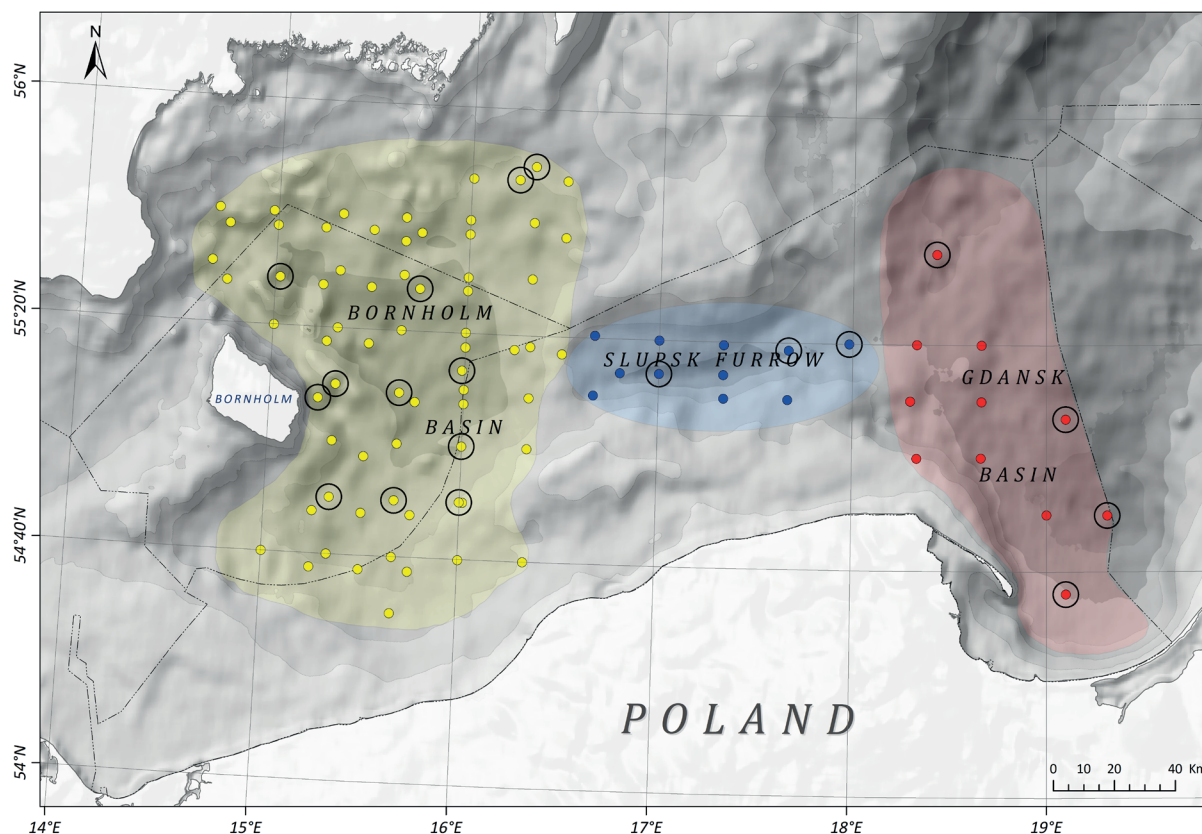 N
56°N
55°20'N
54°40'N
54°N
BORNHOLM
BASIN
BORNHOLM
SLUPSK FURROW
GDANSK
BASIN
POLAND
0 10 20 40 Km
14°E 15°E 16°E 17°E 18°E 19°E